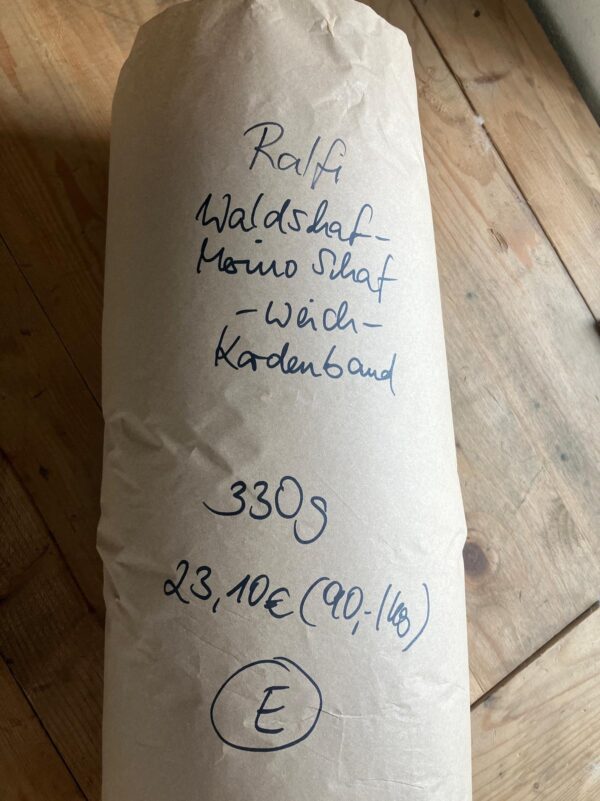 Ralfi
Waldschaf-
Merino Schaf
-weich-
Kardenband
330g
23,10€ (90,-/kg)
E